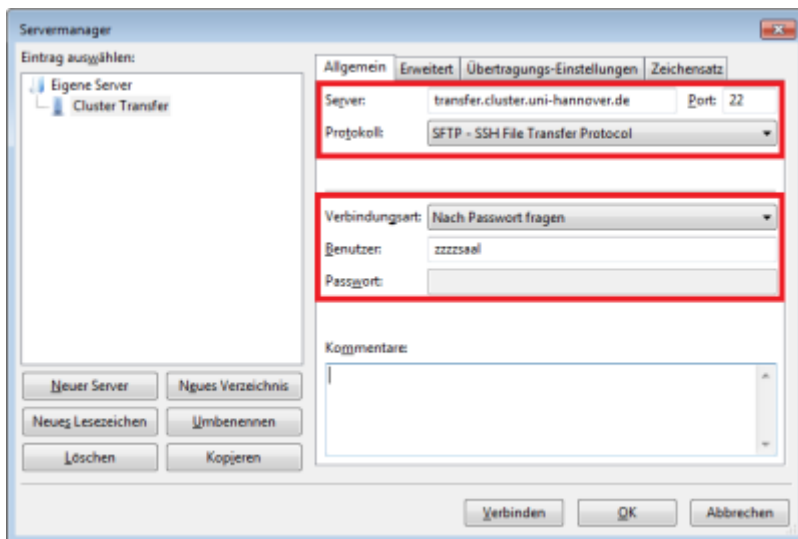 Servermanager
Eintrag auswählen:
Eigene Server
Cluster Transfer
Neuer Server
Neues Verzeichnis
Neues Lesezeichen
Umbenennen
Löschen
Kopieren
Allgemein Erweitert Übertragungs-Einstellungen Zeichensatz
Server: transfer.cluster.uni-hannover.de Port: 22
Protokoll: SFTP - SSH File Transfer Protocol
Verbindungsart: Nach Passwort fragen
Benutzer: zzzzsaal
Passwort:
Kommentare:
Verbinden OK Abbrechen